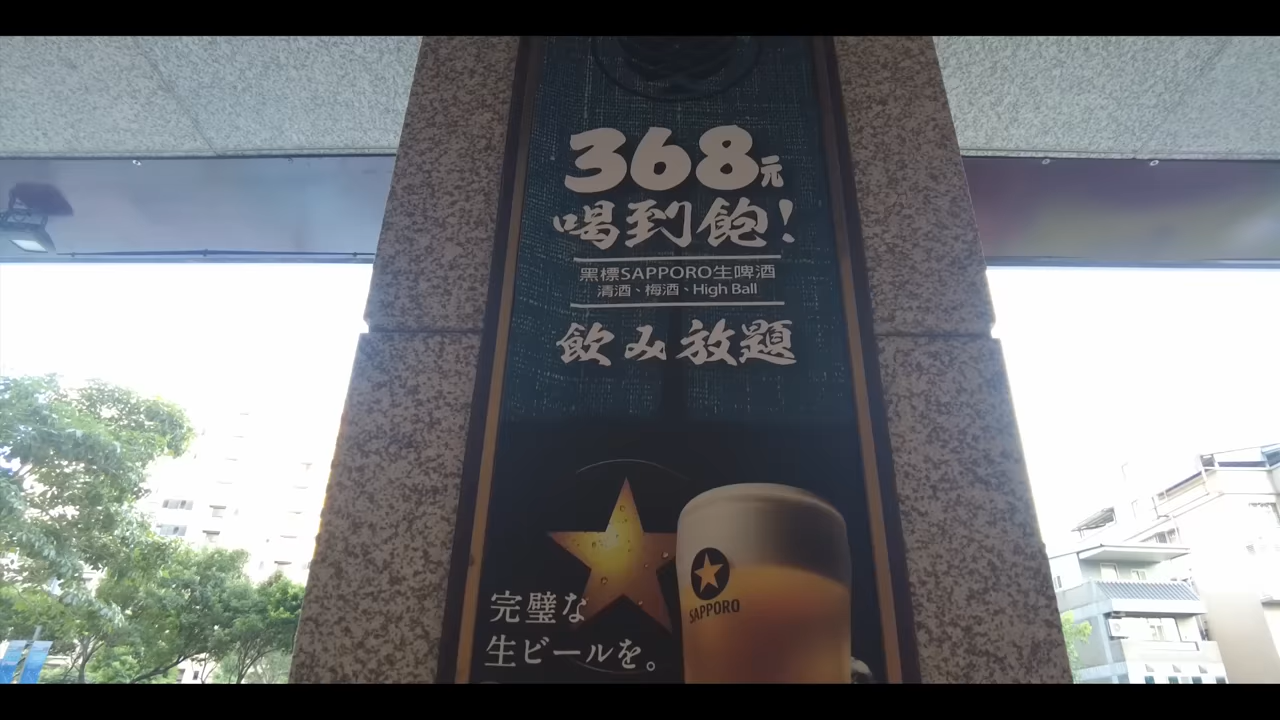 368元
喝到飽!
黑標SAPPORO生啤酒
清酒、梅酒、High Ball
飲み放題
SAPPORO
完璧な
生ビールを。